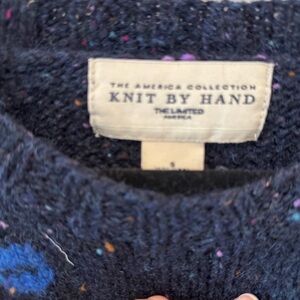 THE AMERICA COLLECTION
KNIT BY HAND
THE LIMITED
AMERICA
S